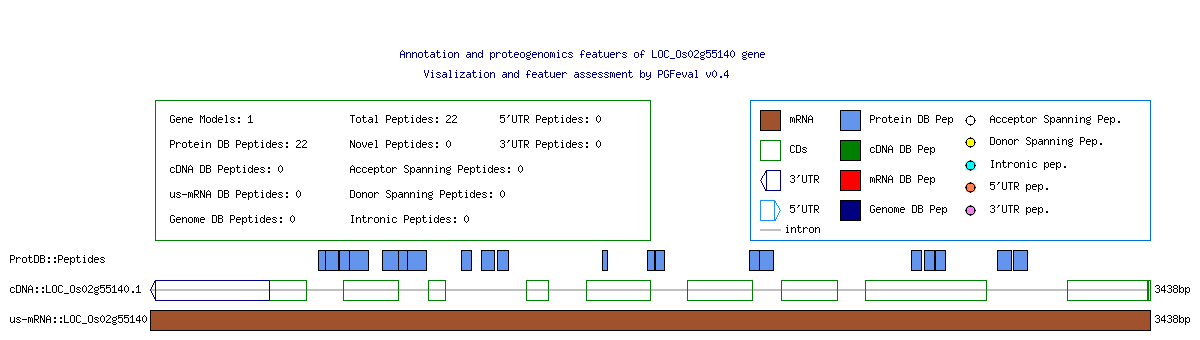 Annotation and proteogenomics featuers of LOC_Os02g55140 gene
Visalization and featuer assessment by PGFeval v0.4
Gene Models: 1 Total Peptides: 22 5'UTR Peptides: 0
Protein DB Peptides: 22 Novel Peptides: 0 3'UTR Peptides: 0
cDNA DB Peptides: 0 Acceptor Spanning Peptides: 0
us-mRNA DB Peptides: 0 Donor Spanning Peptides: 0
Genome DB Peptides: 0 Intronic Peptides: 0
mRNA Protein DB Pep Acceptor Spanning Pep.
CDs cDNA DB Pep Donor Spanning Pep.
3'UTR mRNA DB Pep Intronic pep.
5'UTR Genome DB Pep 5'UTR pep.
intron 3'UTR pep.
ProtDB::Peptides
cDNA::LOC_Os02g55140.1 3438bp
us-mRNA::LOC_Os02g55140 3438bp